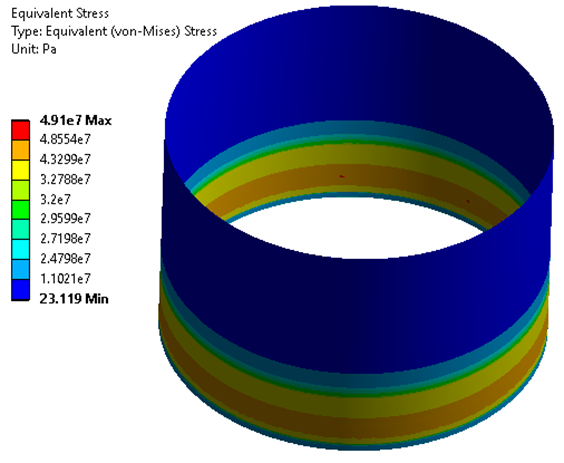 Equivalent Stress
Type: Equivalent (von-Mises) Stress
Unit: Pa
4.91e7 Max
4.8554e7
4.3299e7
3.2788e7
3.2e7
2.9599e7
2.7198e7
2.4798e7
1.1021e7
23.119 Min